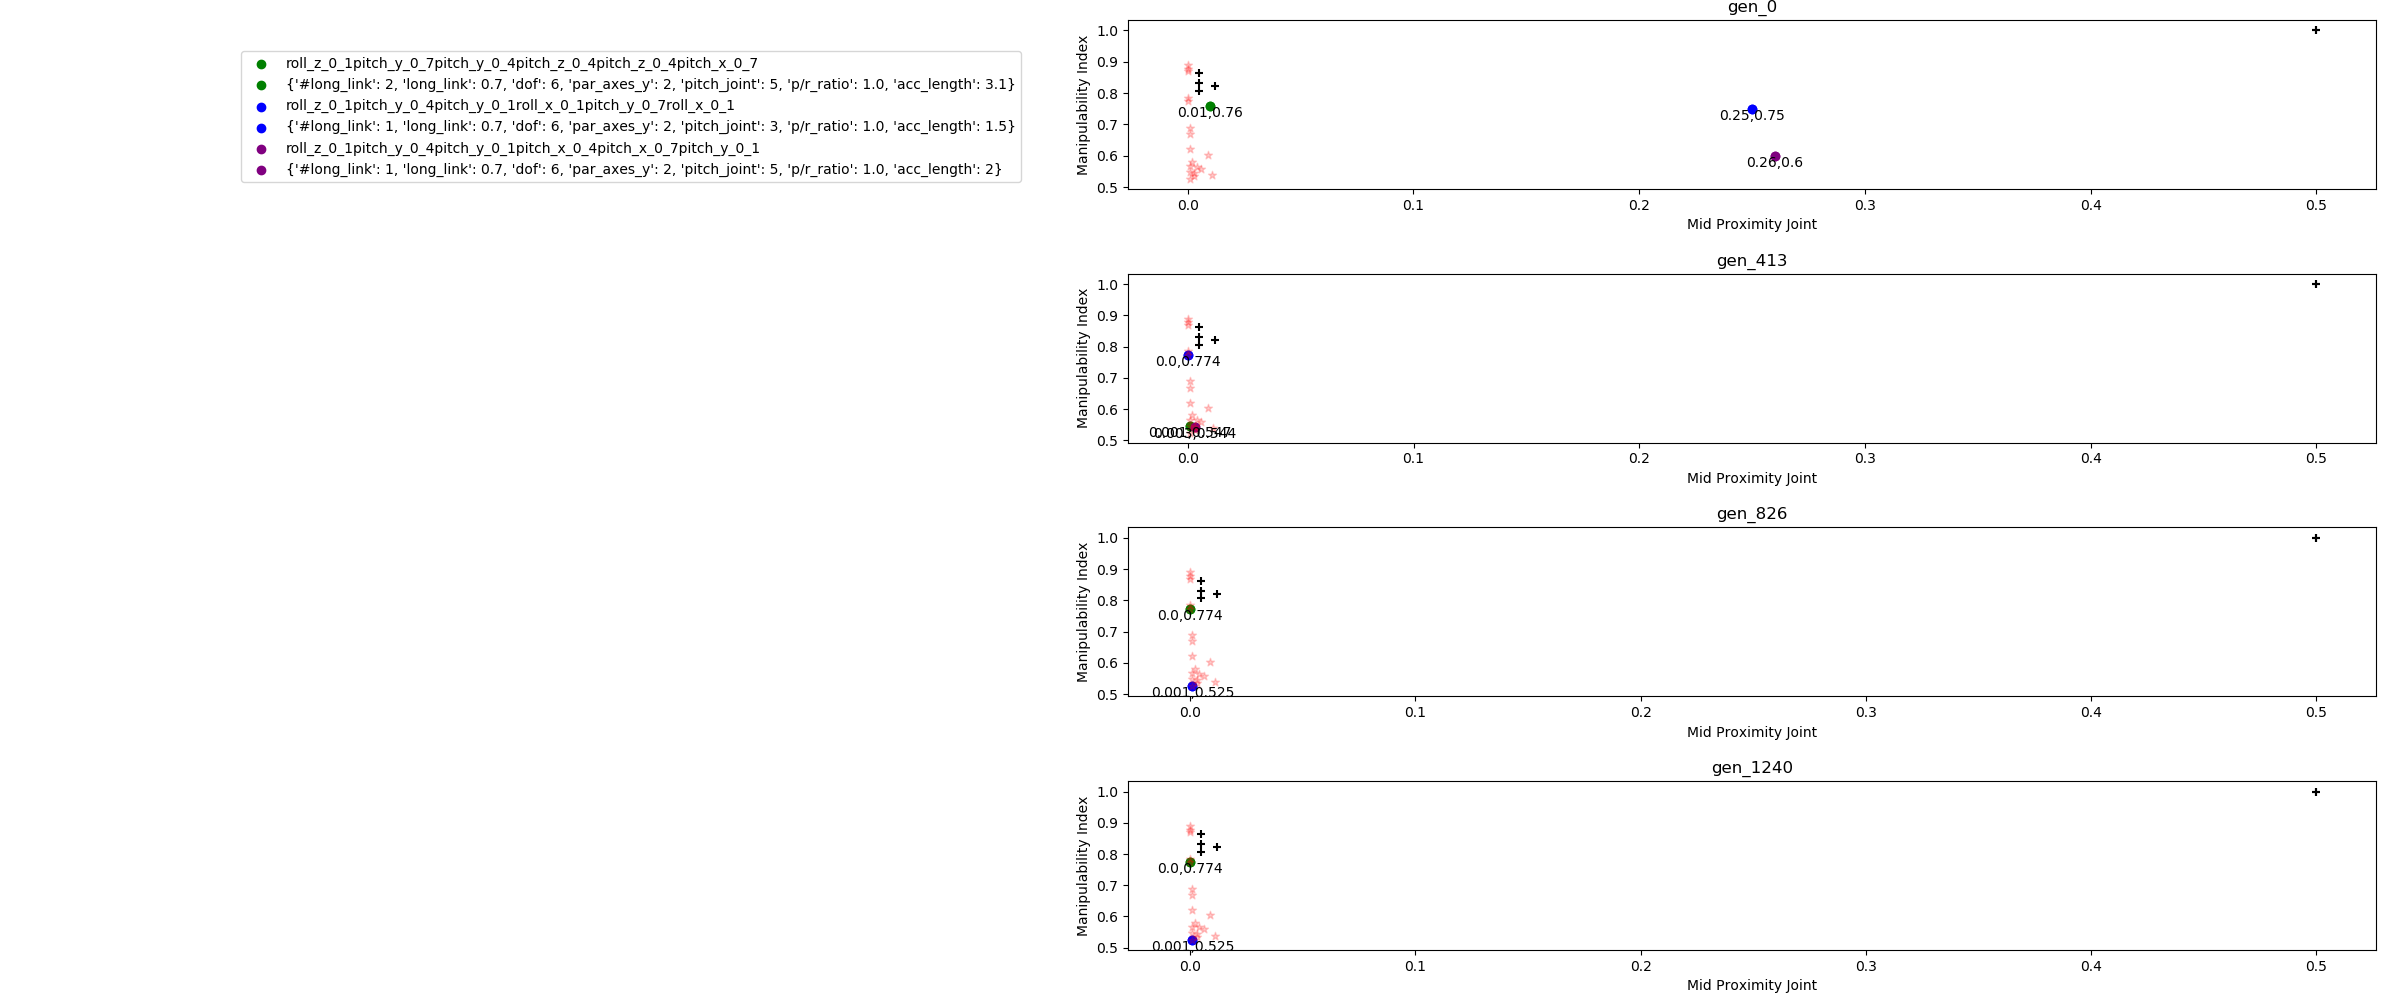 roll_z_0_1pitch_y_0_7pitch_y_0_4pitch_z_0_4pitch_z_0_4pitch_x_0_7
{'#long_link': 2, 'long_link': 0.7, 'dof': 6, 'par_axes_y': 2, 'pitch_joint': 5, 'p/r_ratio': 1.0, 'acc_length': 3.1}
roll_z_0_1pitch_y_0_4pitch_y_0_1roll_x_0_1pitch_y_0_7roll_x_0_1
{'#long_link': 1, 'long_link': 0.7, 'dof': 6, 'par_axes_y': 2, 'pitch_joint': 3, 'p/r_ratio': 1.0, 'acc_length': 1.5}
roll_z_0_1pitch_y_0_4pitch_y_0_1pitch_x_0_4pitch_x_0_7pitch_y_0_1
{'#long_link': 1, 'long_link': 0.7, 'dof': 6, 'par_axes_y': 2, 'pitch_joint': 5, 'p/r_ratio': 1.0, 'acc_length': 2}
gen_0
Manipulability Index
1.0
0.9
0.8
0.7
0.6
0.5
0.01,0.76
0.25,0.75
0.26,0.6
0.0 0.1 0.2 0.3 0.4 0.5
Mid Proximity Joint
gen_413
Manipulability Index
1.0
0.9
0.8
0.7
0.6
0.5
0.0,0.774
0.001,0.547
0.003,0.544
0.0 0.1 0.2 0.3 0.4 0.5
Mid Proximity Joint
gen_826
Manipulability Index
1.0
0.9
0.8
0.7
0.6
0.5
0.0,0.774
0.001,0.525
0.0 0.1 0.2 0.3 0.4 0.5
Mid Proximity Joint
gen_1240
Manipulability Index
1.0
0.9
0.8
0.7
0.6
0.5
0.0,0.774
0.001,0.525
0.0 0.1 0.2 0.3 0.4 0.5
Mid Proximity Joint